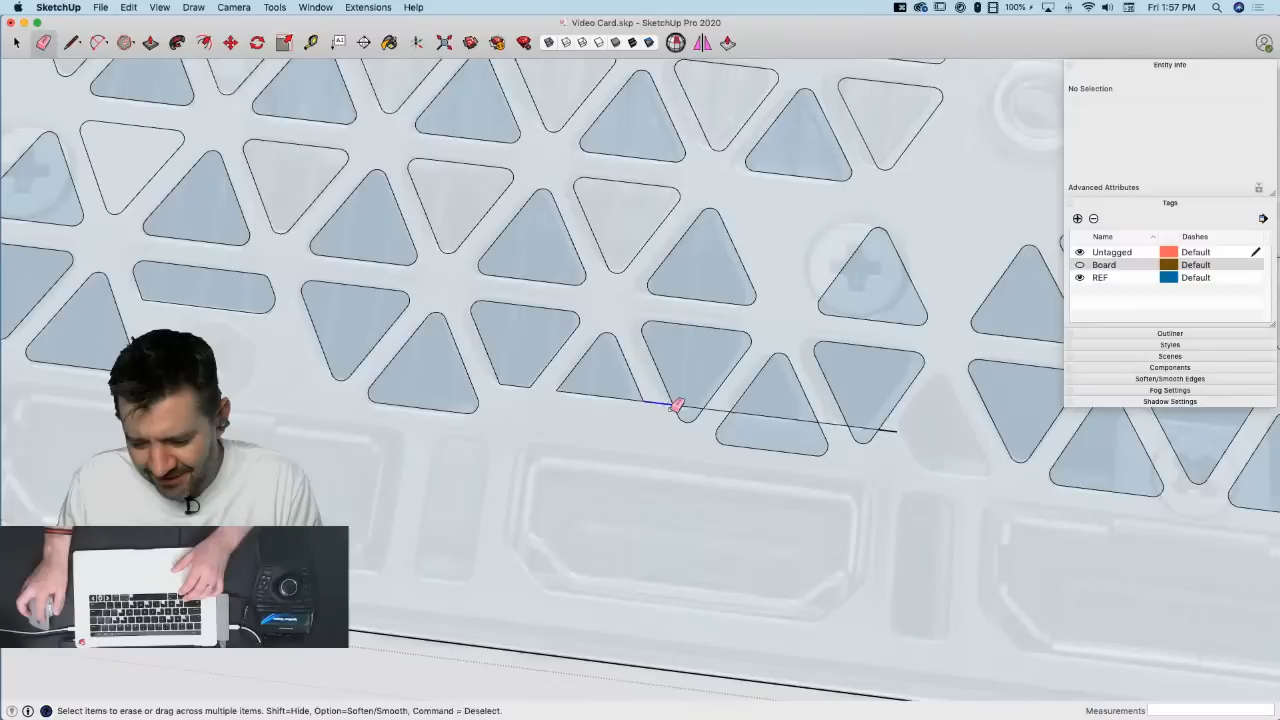 SketchUp File Edit View Draw Camera Tools Window Extensions Help
100% Fri 1:57 PM
Video Card.skp - SketchUp Pro 2020
A1
Entity Info
No Selection
Advanced Attributes
Tags
Name Dashes
Untagged Default
Board Default
REF Default
Outliner
Styles
Scenes
Components
Soften/Smooth Edges
Fog Settings
Shadow Settings
Select items to erase or drag across multiple items. Shift=Hide, Option=Soften/Smooth, Command = Deselect.
Measurements